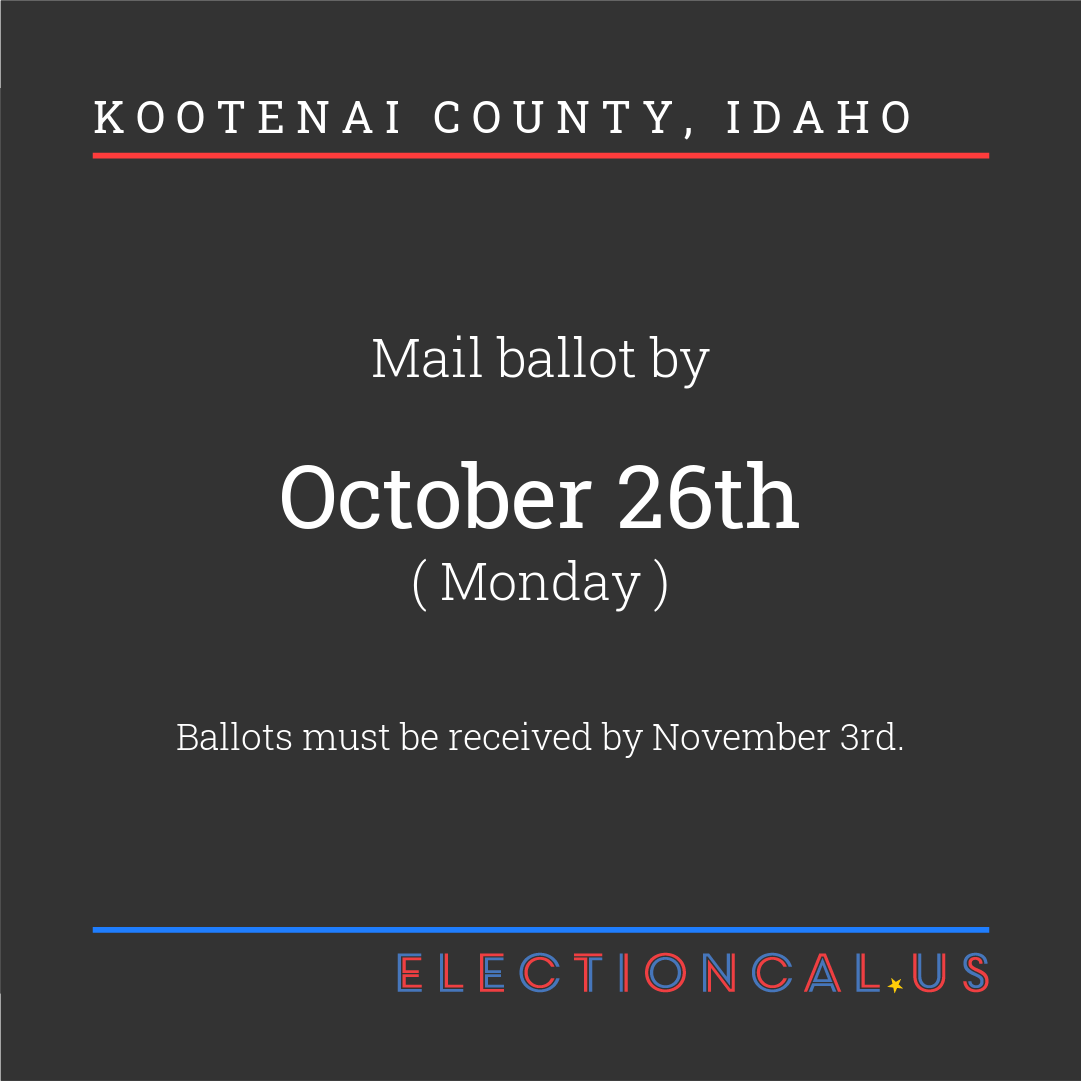 KOOTENAI COUNTY, IDAHO
Mail ballot by
October 26th
( Monday )
Ballots must be received by November 3rd.
ELECTIONCAL.US